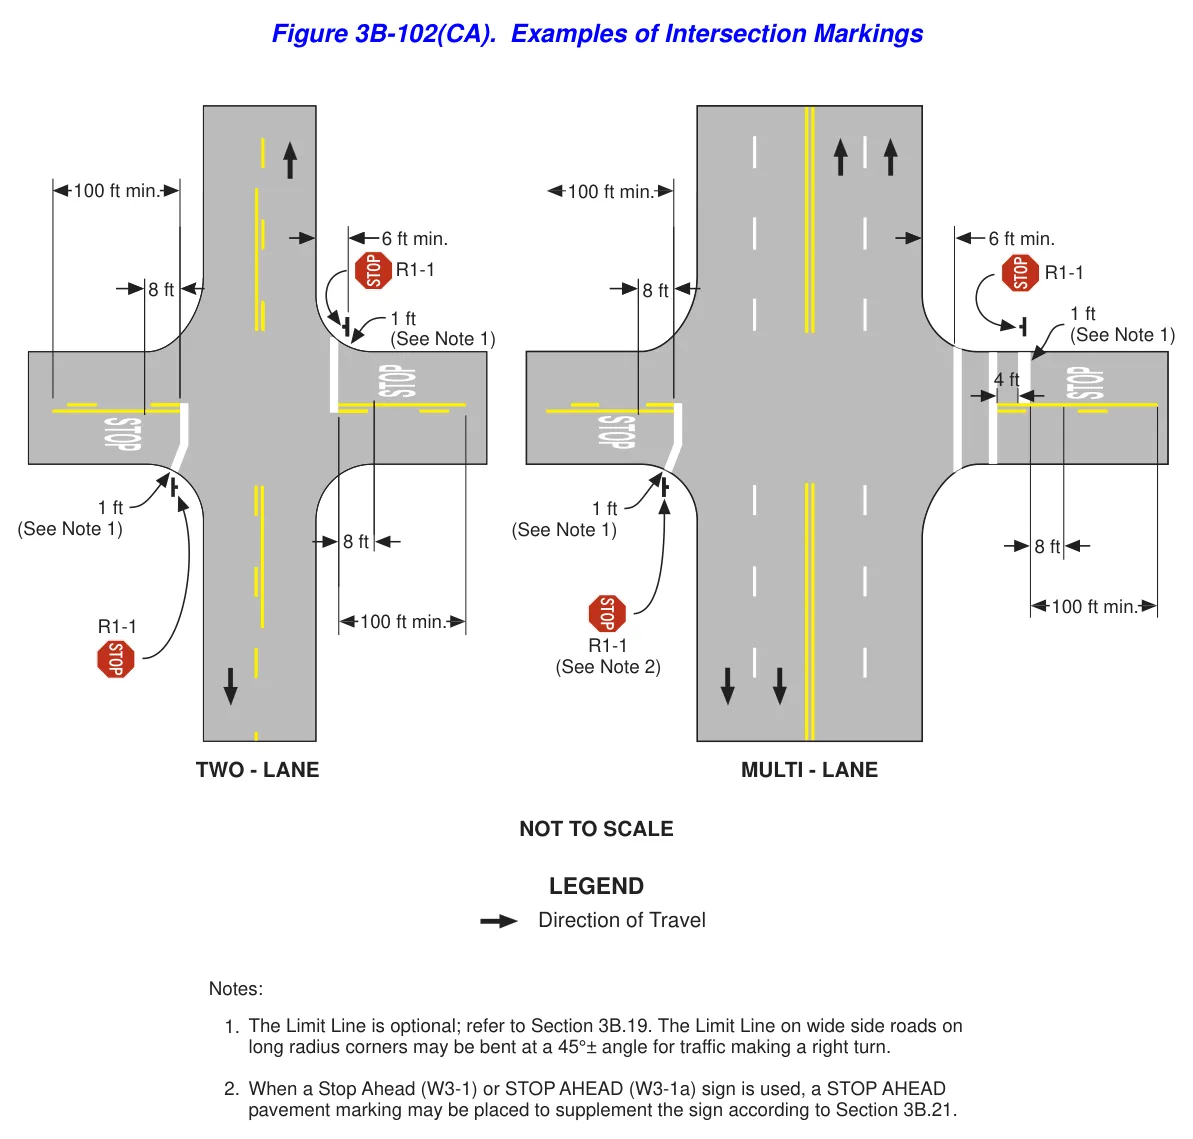 Figure 3B-102(CA).  Examples of Intersection Markings
100 ft min.
6 ft min.
STOP
R1-1
8 ft
1 ft
(See Note 1)
STOP
STOP
1 ft
(See Note 1)
8 ft
100 ft min.
R1-1
STOP
TWO - LANE
100 ft min.
6 ft min.
STOP
R1-1
8 ft
1 ft
(See Note 1)
4 ft
STOP
STOP
1 ft
(See Note 1)
8 ft
100 ft min.
STOP
R1-1
(See Note 2)
MULTI - LANE
NOT TO SCALE
LEGEND
Direction of Travel
Notes:
1. The Limit Line is optional; refer to Section 3B.19. The Limit Line on wide side roads on
long radius corners may be bent at a 45°± angle for traffic making a right turn.
2. When a Stop Ahead (W3-1) or STOP AHEAD (W3-1a) sign is used, a STOP AHEAD
pavement marking may be placed to supplement the sign according to Section 3B.21.